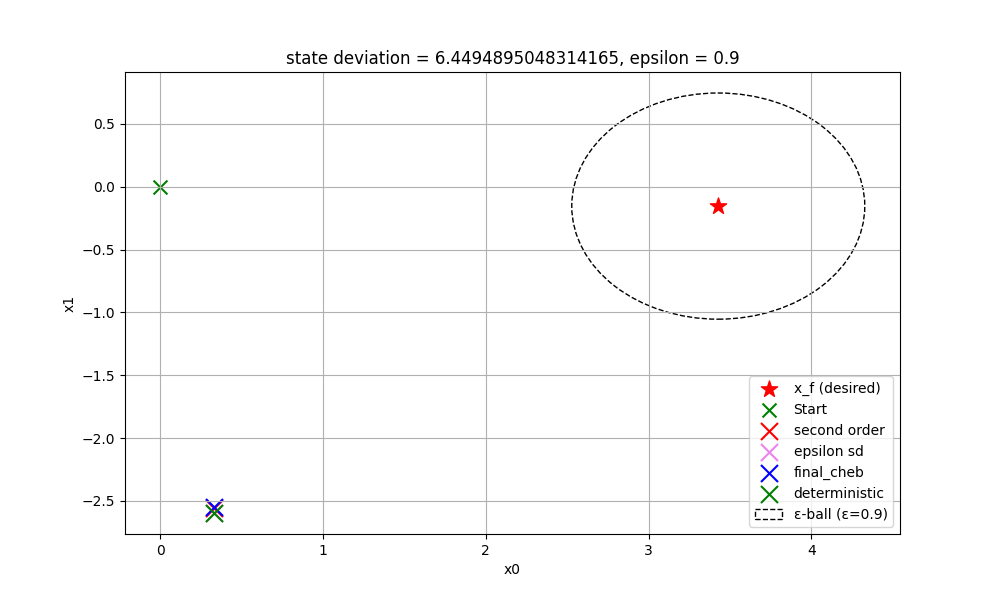 state deviation = 6.4494895048314165, epsilon = 0.9
0.5
0.0
−0.5
−1.0
−1.5
−2.0
−2.5
x1
0
1
2
3
4
x0
x_f (desired)
Start
second order
epsilon sd
final_cheb
deterministic
ε-ball (ε=0.9)